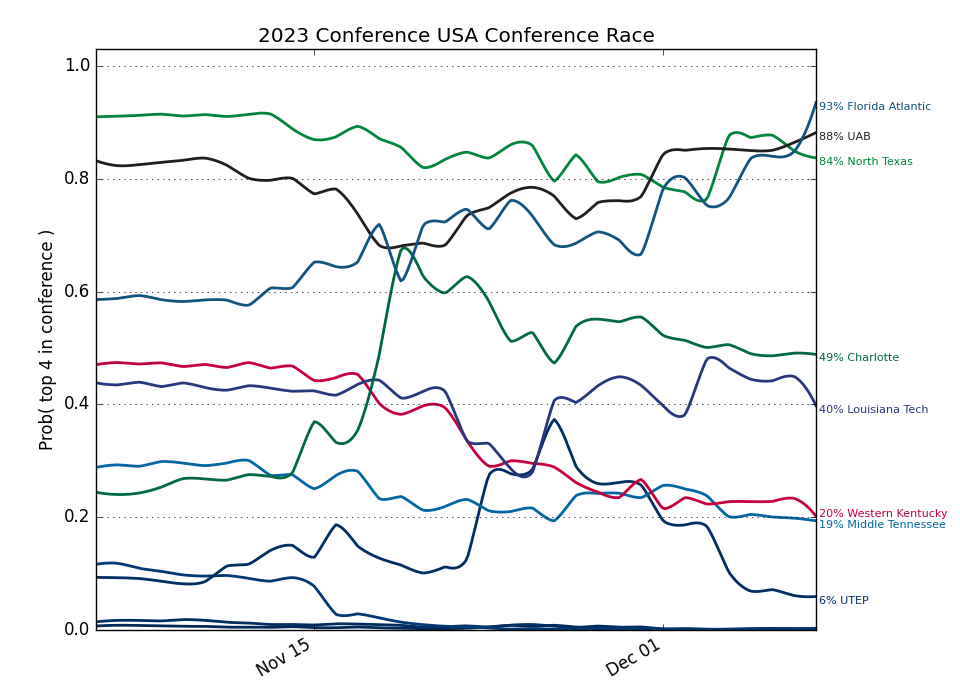 2023 Conference USA Conference Race
Prob( top 4 in conference )
1.0
0.8
0.6
0.4
0.2
0.0
Nov 15
Dec 01
93% Florida Atlantic
88% UAB
84% North Texas
49% Charlotte
40% Louisiana Tech
20% Western Kentucky
19% Middle Tennessee
6% UTEP